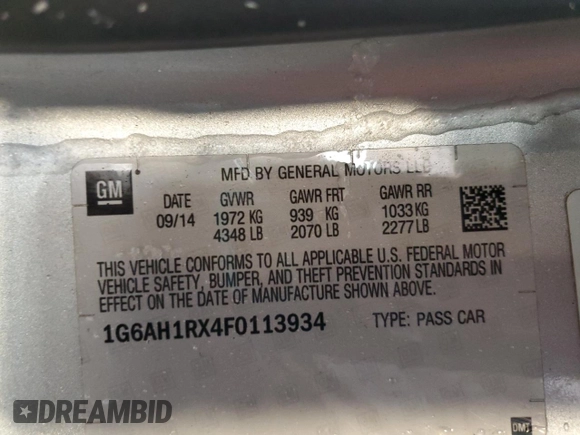 MFD BY GENERAL MOTORS LLC
GM
DATE GVWR GAWR FRT GAWR RR
09/14 1972 KG 939 KG 1033 KG
4348 LB 2070 LB 2277 LB
THIS VEHICLE CONFORMS TO ALL APPLICABLE U.S. FEDERAL MOTOR
VEHICLE SAFETY, BUMPER, AND THEFT PREVENTION STANDARDS IN
EFFECT ON THE DATE OF MANUFACTURE SHOWN ABOVE.
1G6AH1RX4F0113934 TYPE: PASS CAR
DREAMBID